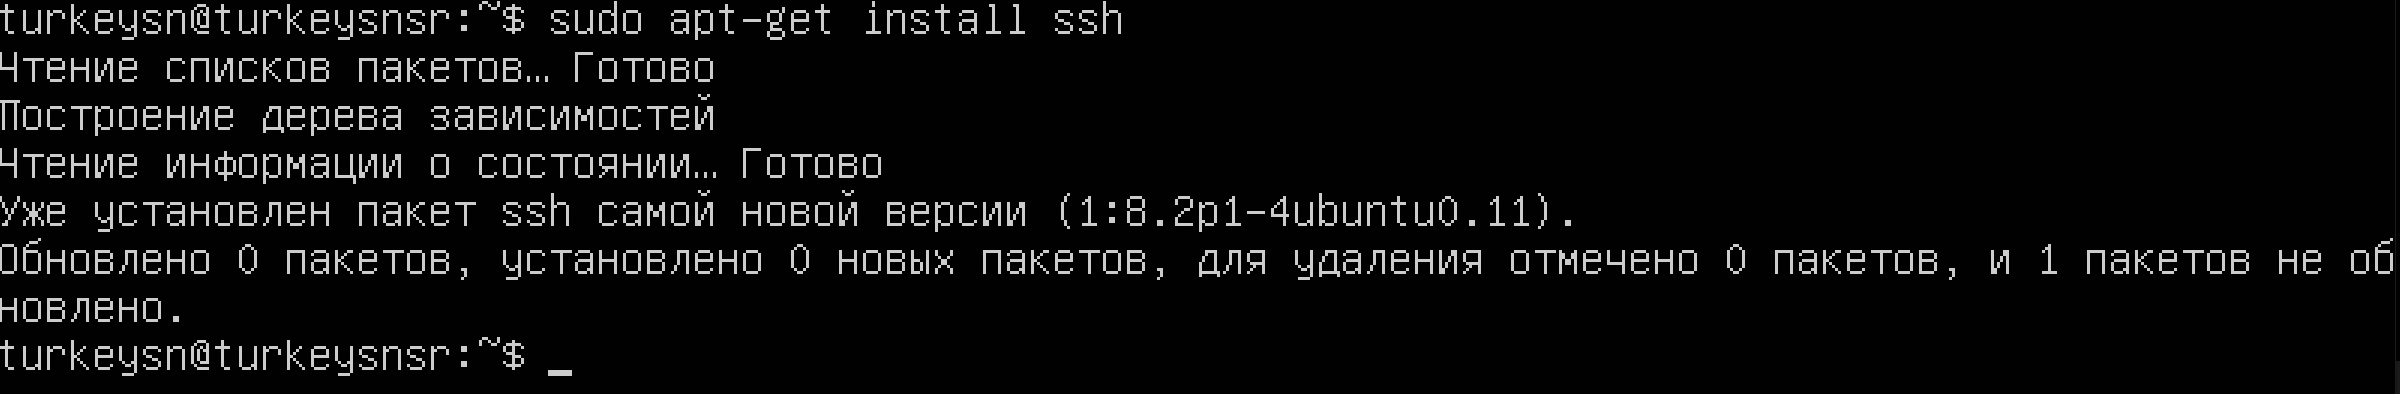 turkeysn@turkeysnsr:~$ sudo apt-get install ssh
Чтение списков пакетов… Готово
Построение дерева зависимостей
Чтение информации о состоянии… Готово
Уже установлен пакет ssh самой новой версии (1:8.2p1-4ubuntu0.11).
Обновлено 0 пакетов, установлено 0 новых пакетов, для удаления отмечено 0 пакетов, и 1 пакетов не об
новлено.
turkeysn@turkeysnsr:~$ _